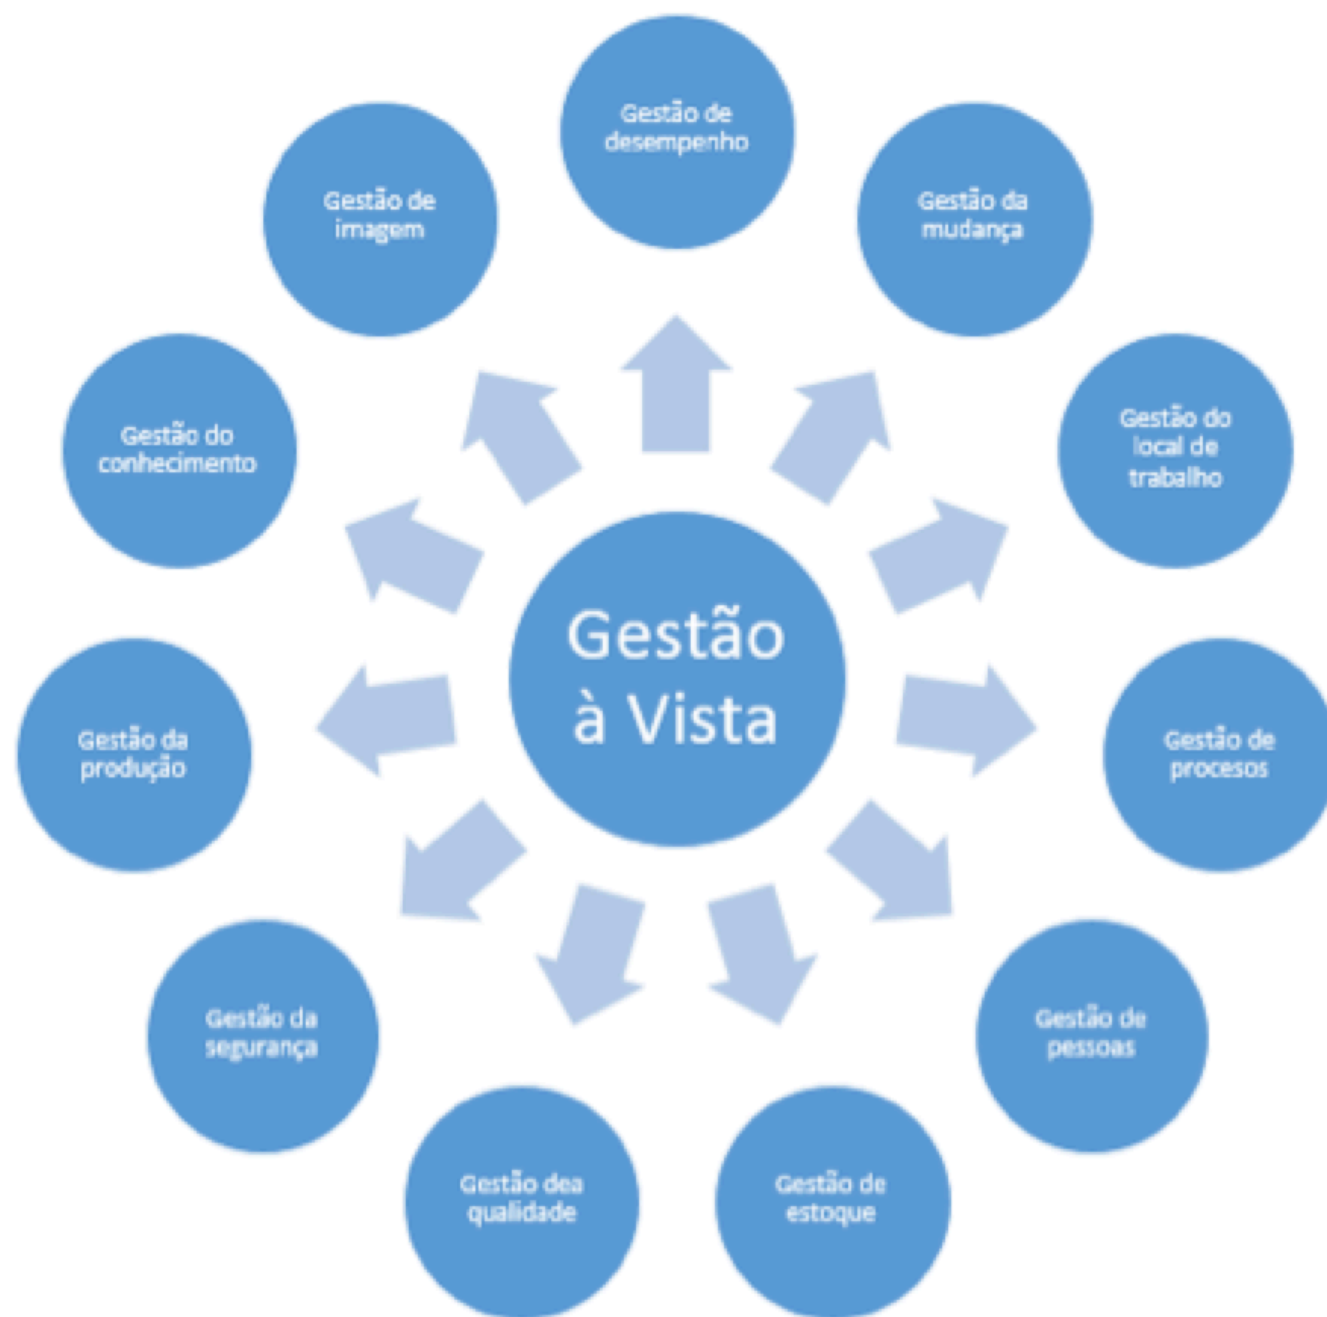 Gestão de
desempenho
Gestão da
mudança
Gestão do
local de
trabalho
Gestão de
procesos
Gestão de
pessoas
Gestão de
estoque
Gestão dea
qualidade
Gestão da
segurança
Gestão da
produção
Gestão do
conhecimento
Gestão de
imagem
Gestão
à Vista